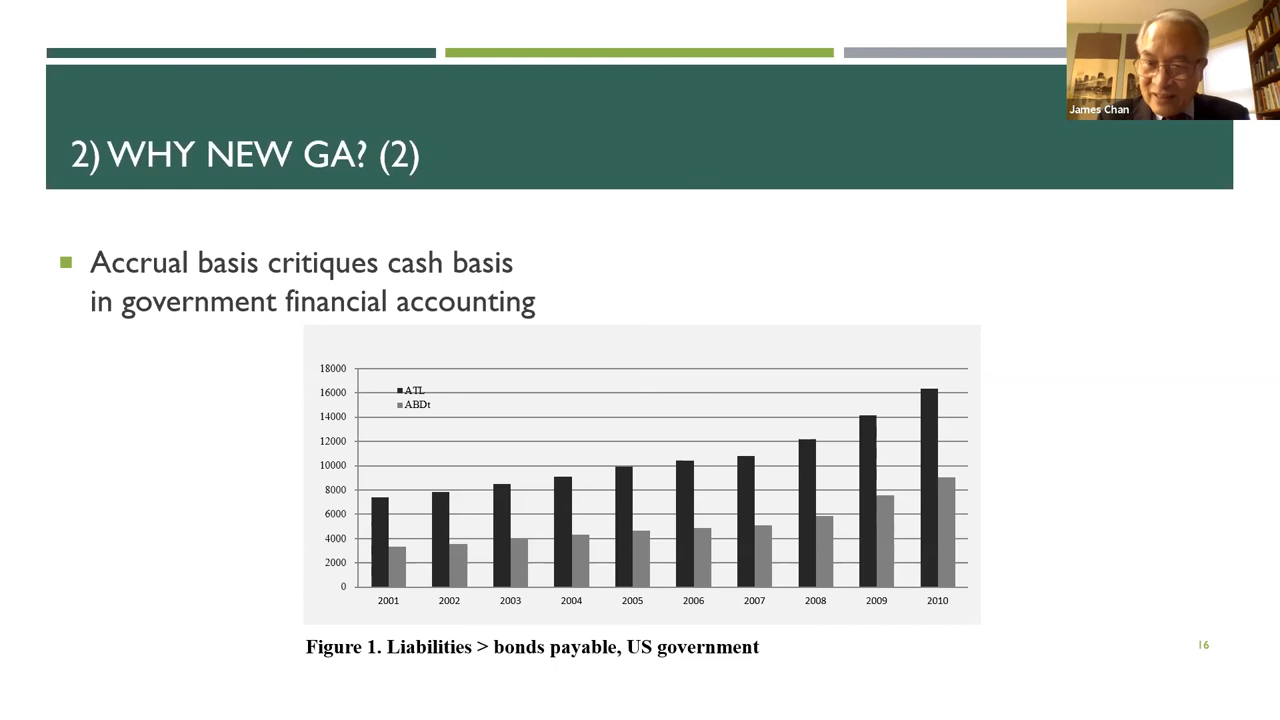 James Chan
2) WHY NEW GA? (2)
Accrual basis critiques cash basis
in government financial accounting
18000
16000
14000
12000
10000
8000
6000
4000
2000
0
ATL
ABDt
2001 2002 2003 2004 2005 2006 2007 2008 2009 2010
Figure 1. Liabilities > bonds payable, US government
16